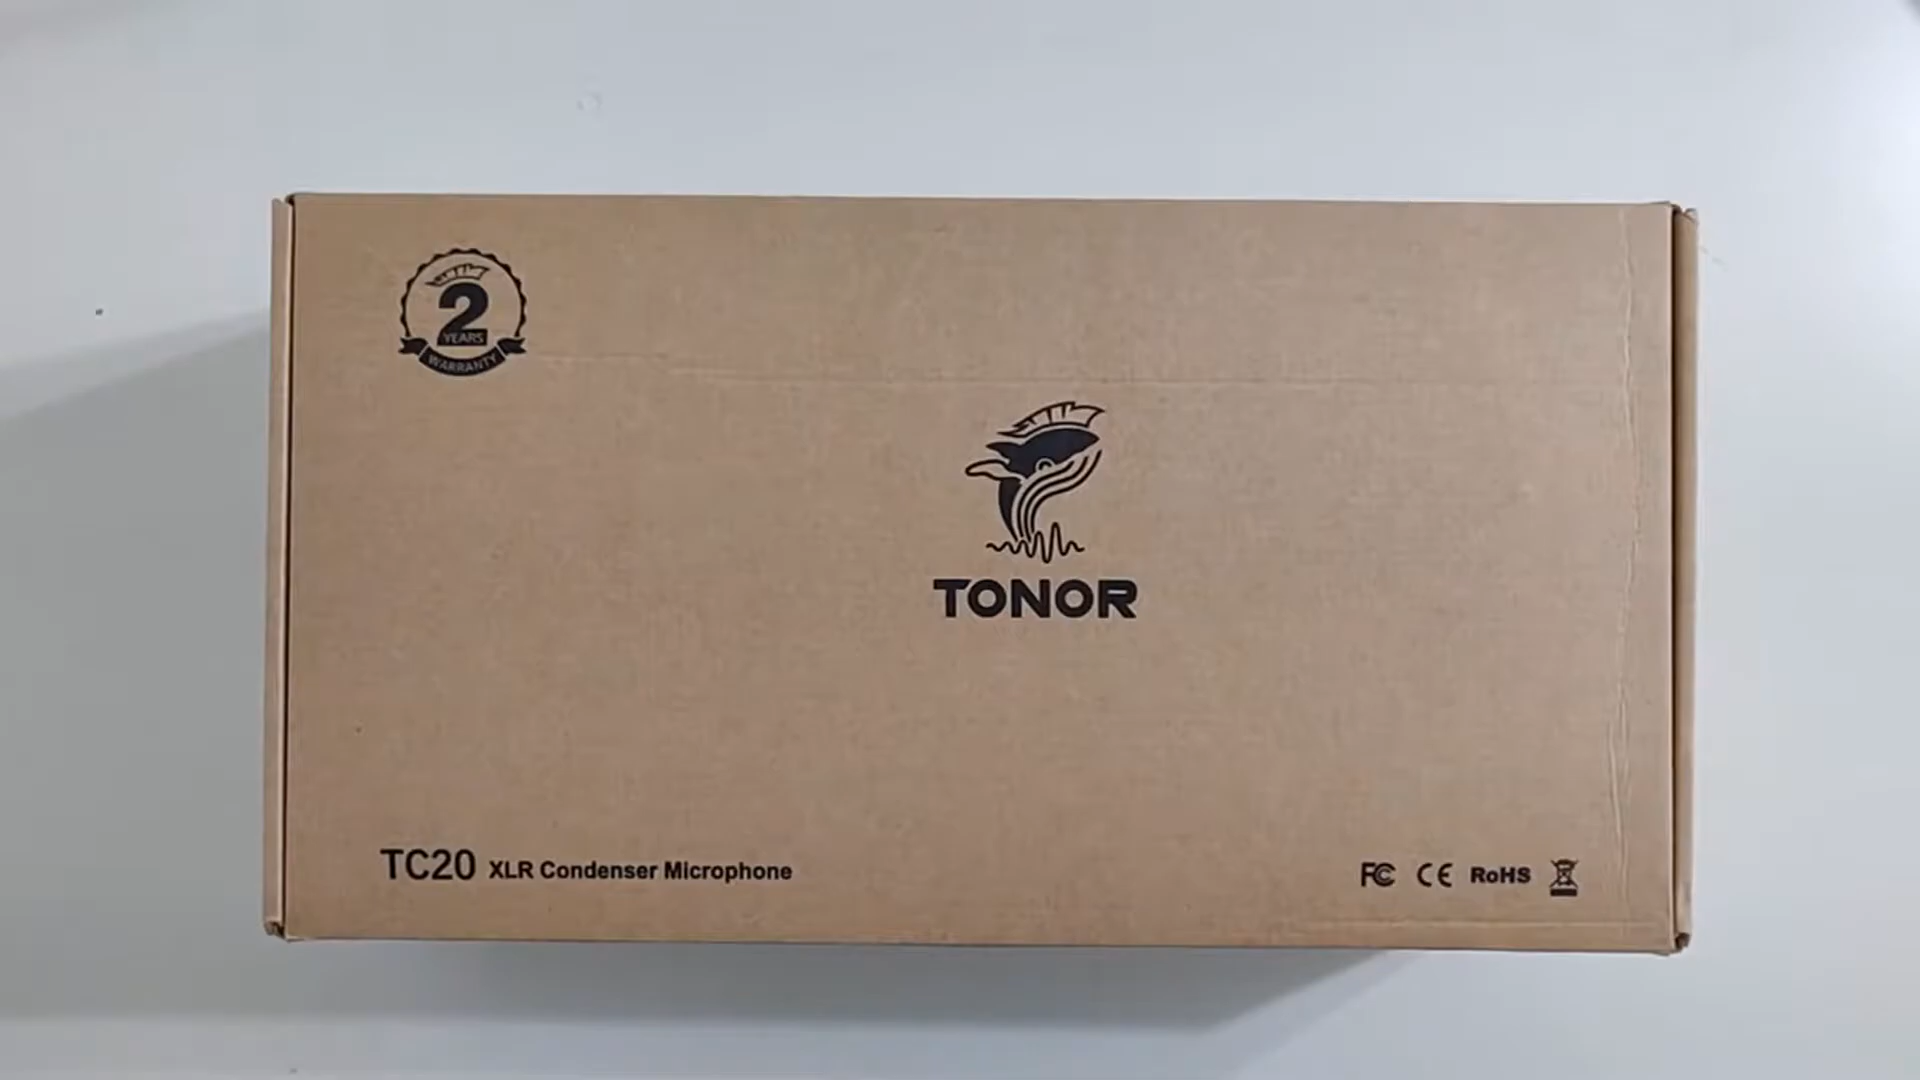 2
YEARS
WARRANTY
TONOR
TC20 XLR Condenser Microphone
FC CE RoHS